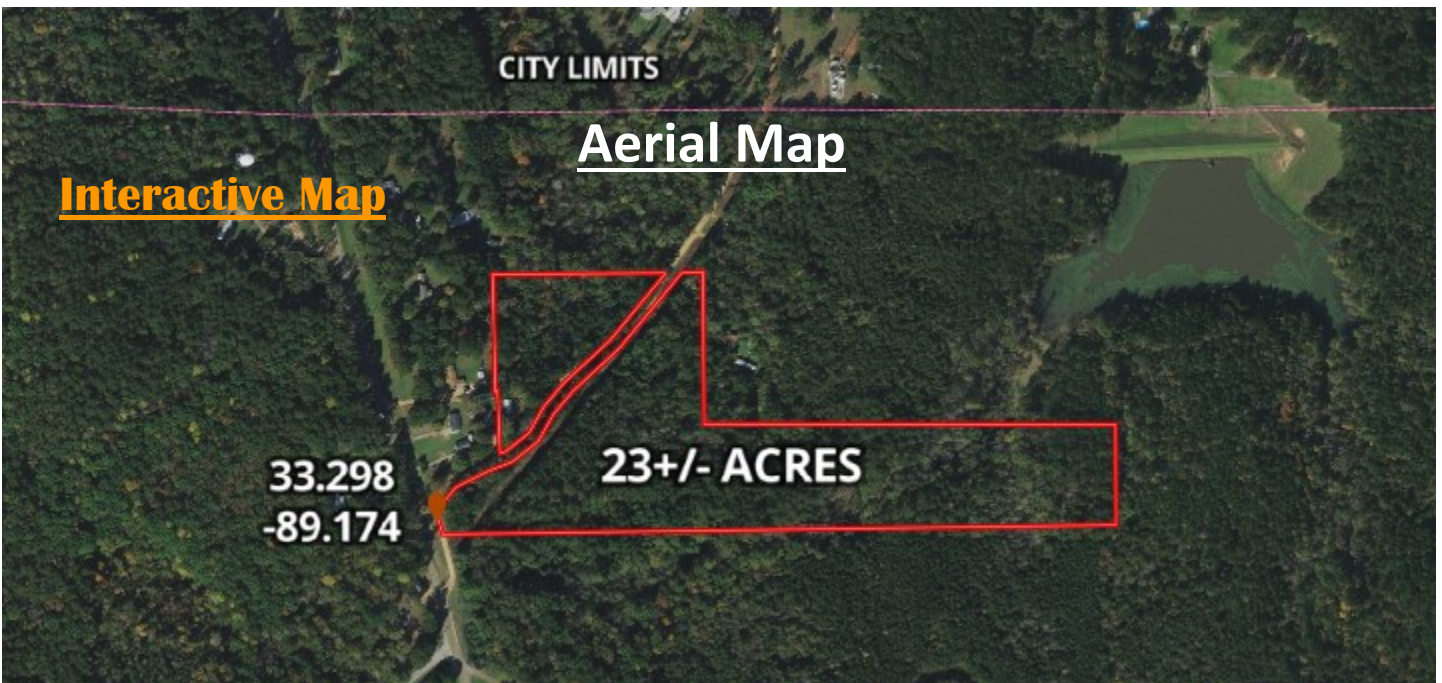 CITY LIMITS
Aerial Map
Interactive Map
33.298
-89.174
23+/- ACRES